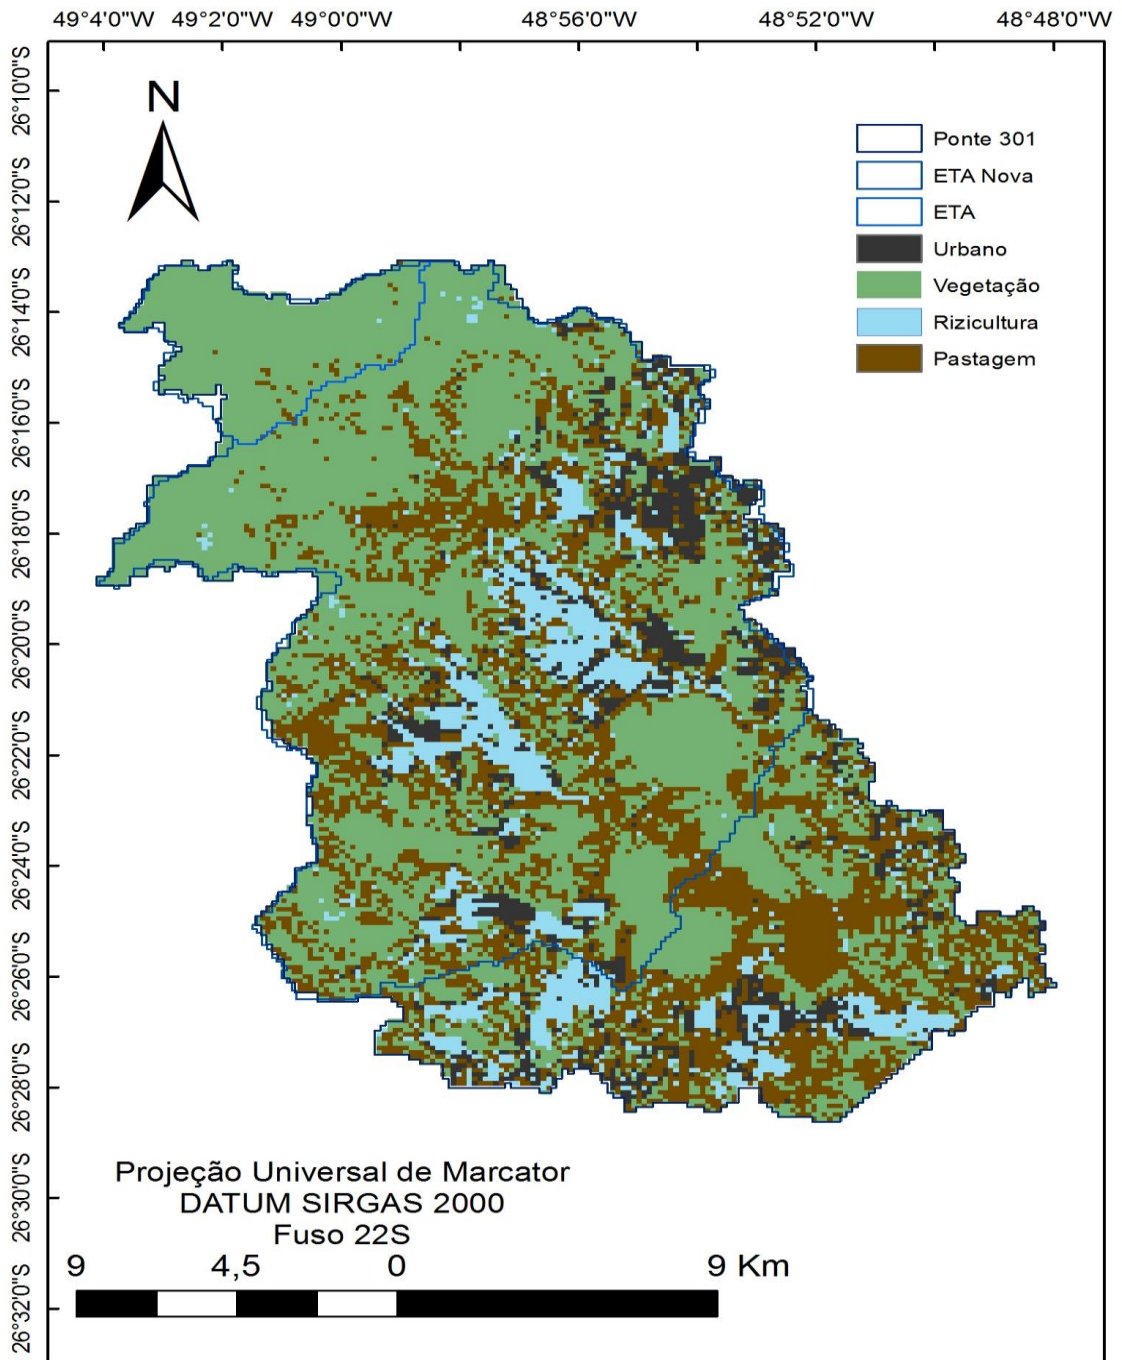 49°4'0"W 49°2'0"W 49°0'0"W 48°56'0"W 48°52'0"W 48°48'0"W
26°10'0"S
26°12'0"S
26°14'0"S
26°16'0"S
26°18'0"S
26°20'0"S
26°22'0"S
26°24'0"S
26°26'0"S
26°28'0"S
26°30'0"S
26°32'0"S
N
Ponte 301
ETA Nova
ETA
Urbano
Vegetação
Rizicultura
Pastagem
Projeção Universal de Marcator
DATUM SIRGAS 2000
Fuso 22S
9 4,5 0 9 Km